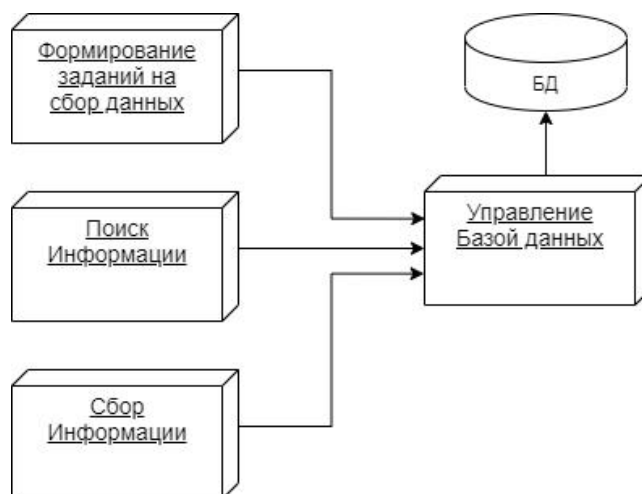 Формирование
заданий на
сбор данных
БД
Поиск
Информации
Управление
Базой данных
Сбор
Информации